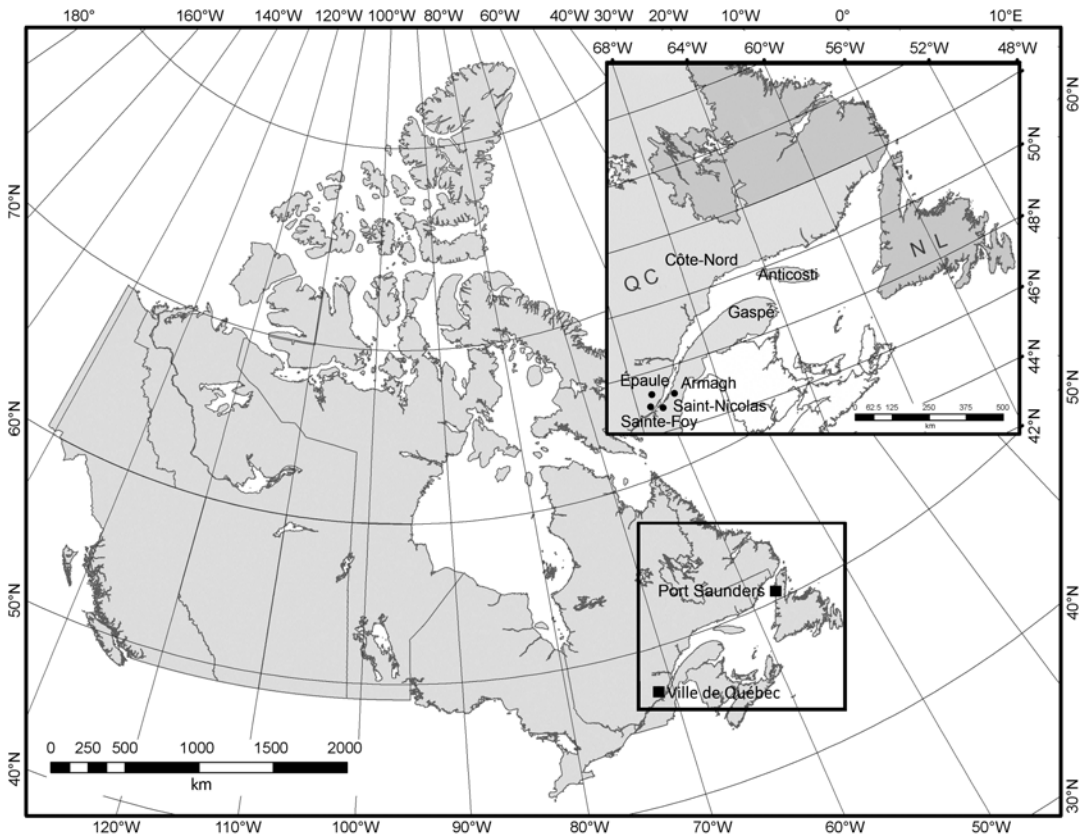 180° 160°W 140°W 120°W 100°W 80°W 60°W 40°W 30°W 20°W 10°W 0° 10°E
68°W 64°W 60°W 56°W 52°W 48°W
70°N
60°N
50°N
40°N
60°N
50°N
48°N
46°N
44°N
42°N
50°N
40°N
30°N
QC
NL
Côte-Nord
Anticosti
Gaspé
Épaule Armagh
Saint-Nicolas
Sainte-Foy
0 62.5 125 250 375 500
km
Port Saunders
Ville de Québec
0 250 500 1000 1500 2000
km
120°W 110°W 100°W 90°W 80°W 70°W 60°W 50°W